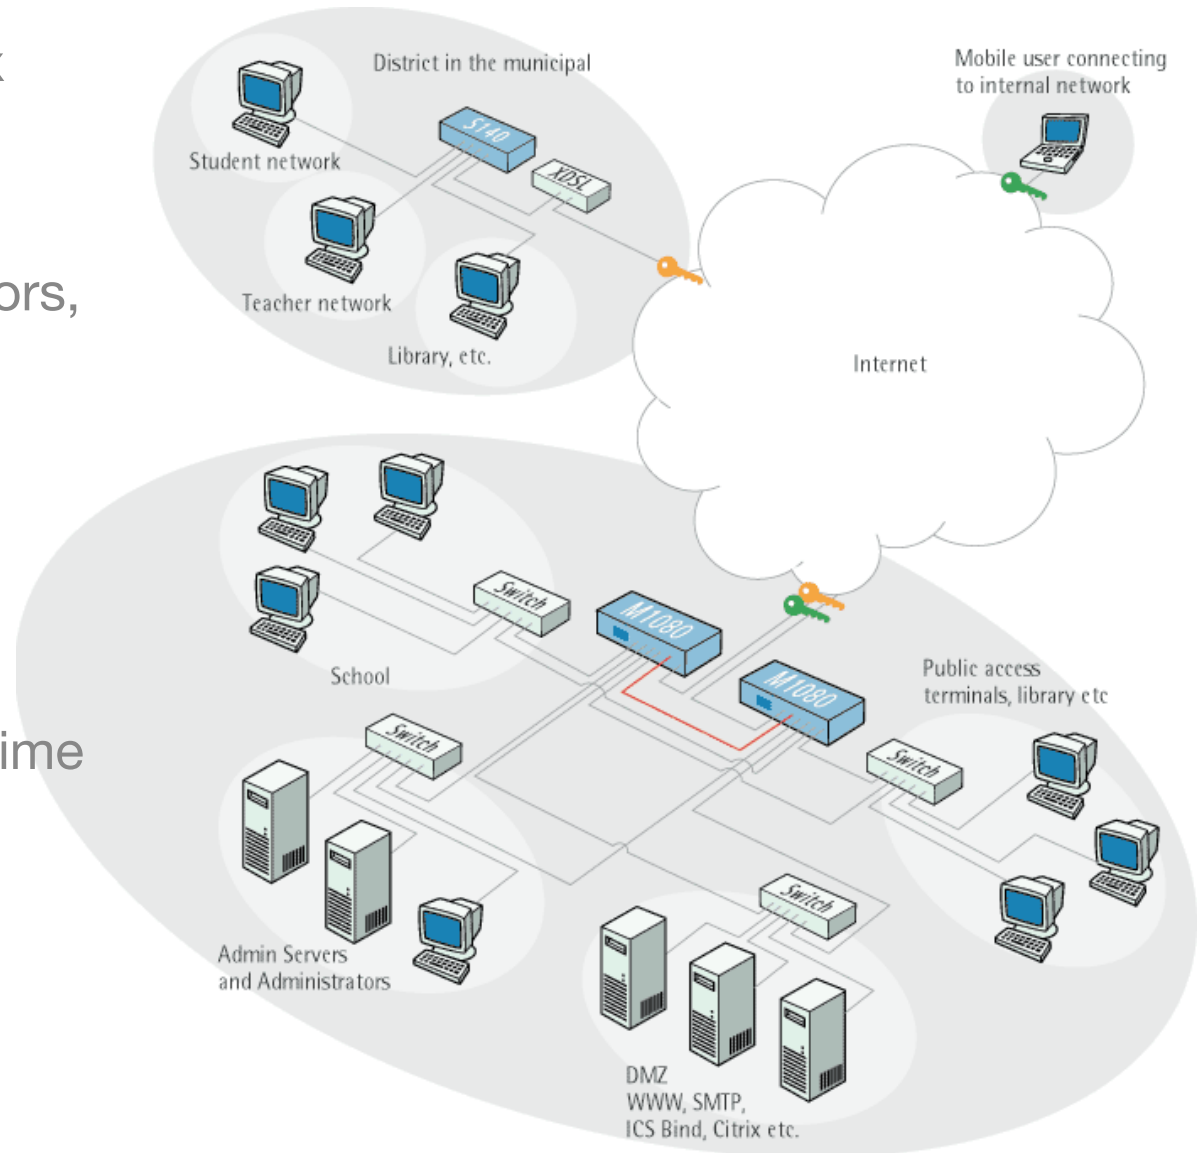 x
District in the municipal
Mobile user connecting
to internal network
S140
XDSL
Student network
ors,
Teacher network
Library, etc.
Internet
Switch
M1080
School
M1080
Public access
terminals, library etc
Switch
Switch
ime
Switch
Admin Servers
and Administrators
DMZ
WWW, SMTP,
ICS Bind, Citrix etc.